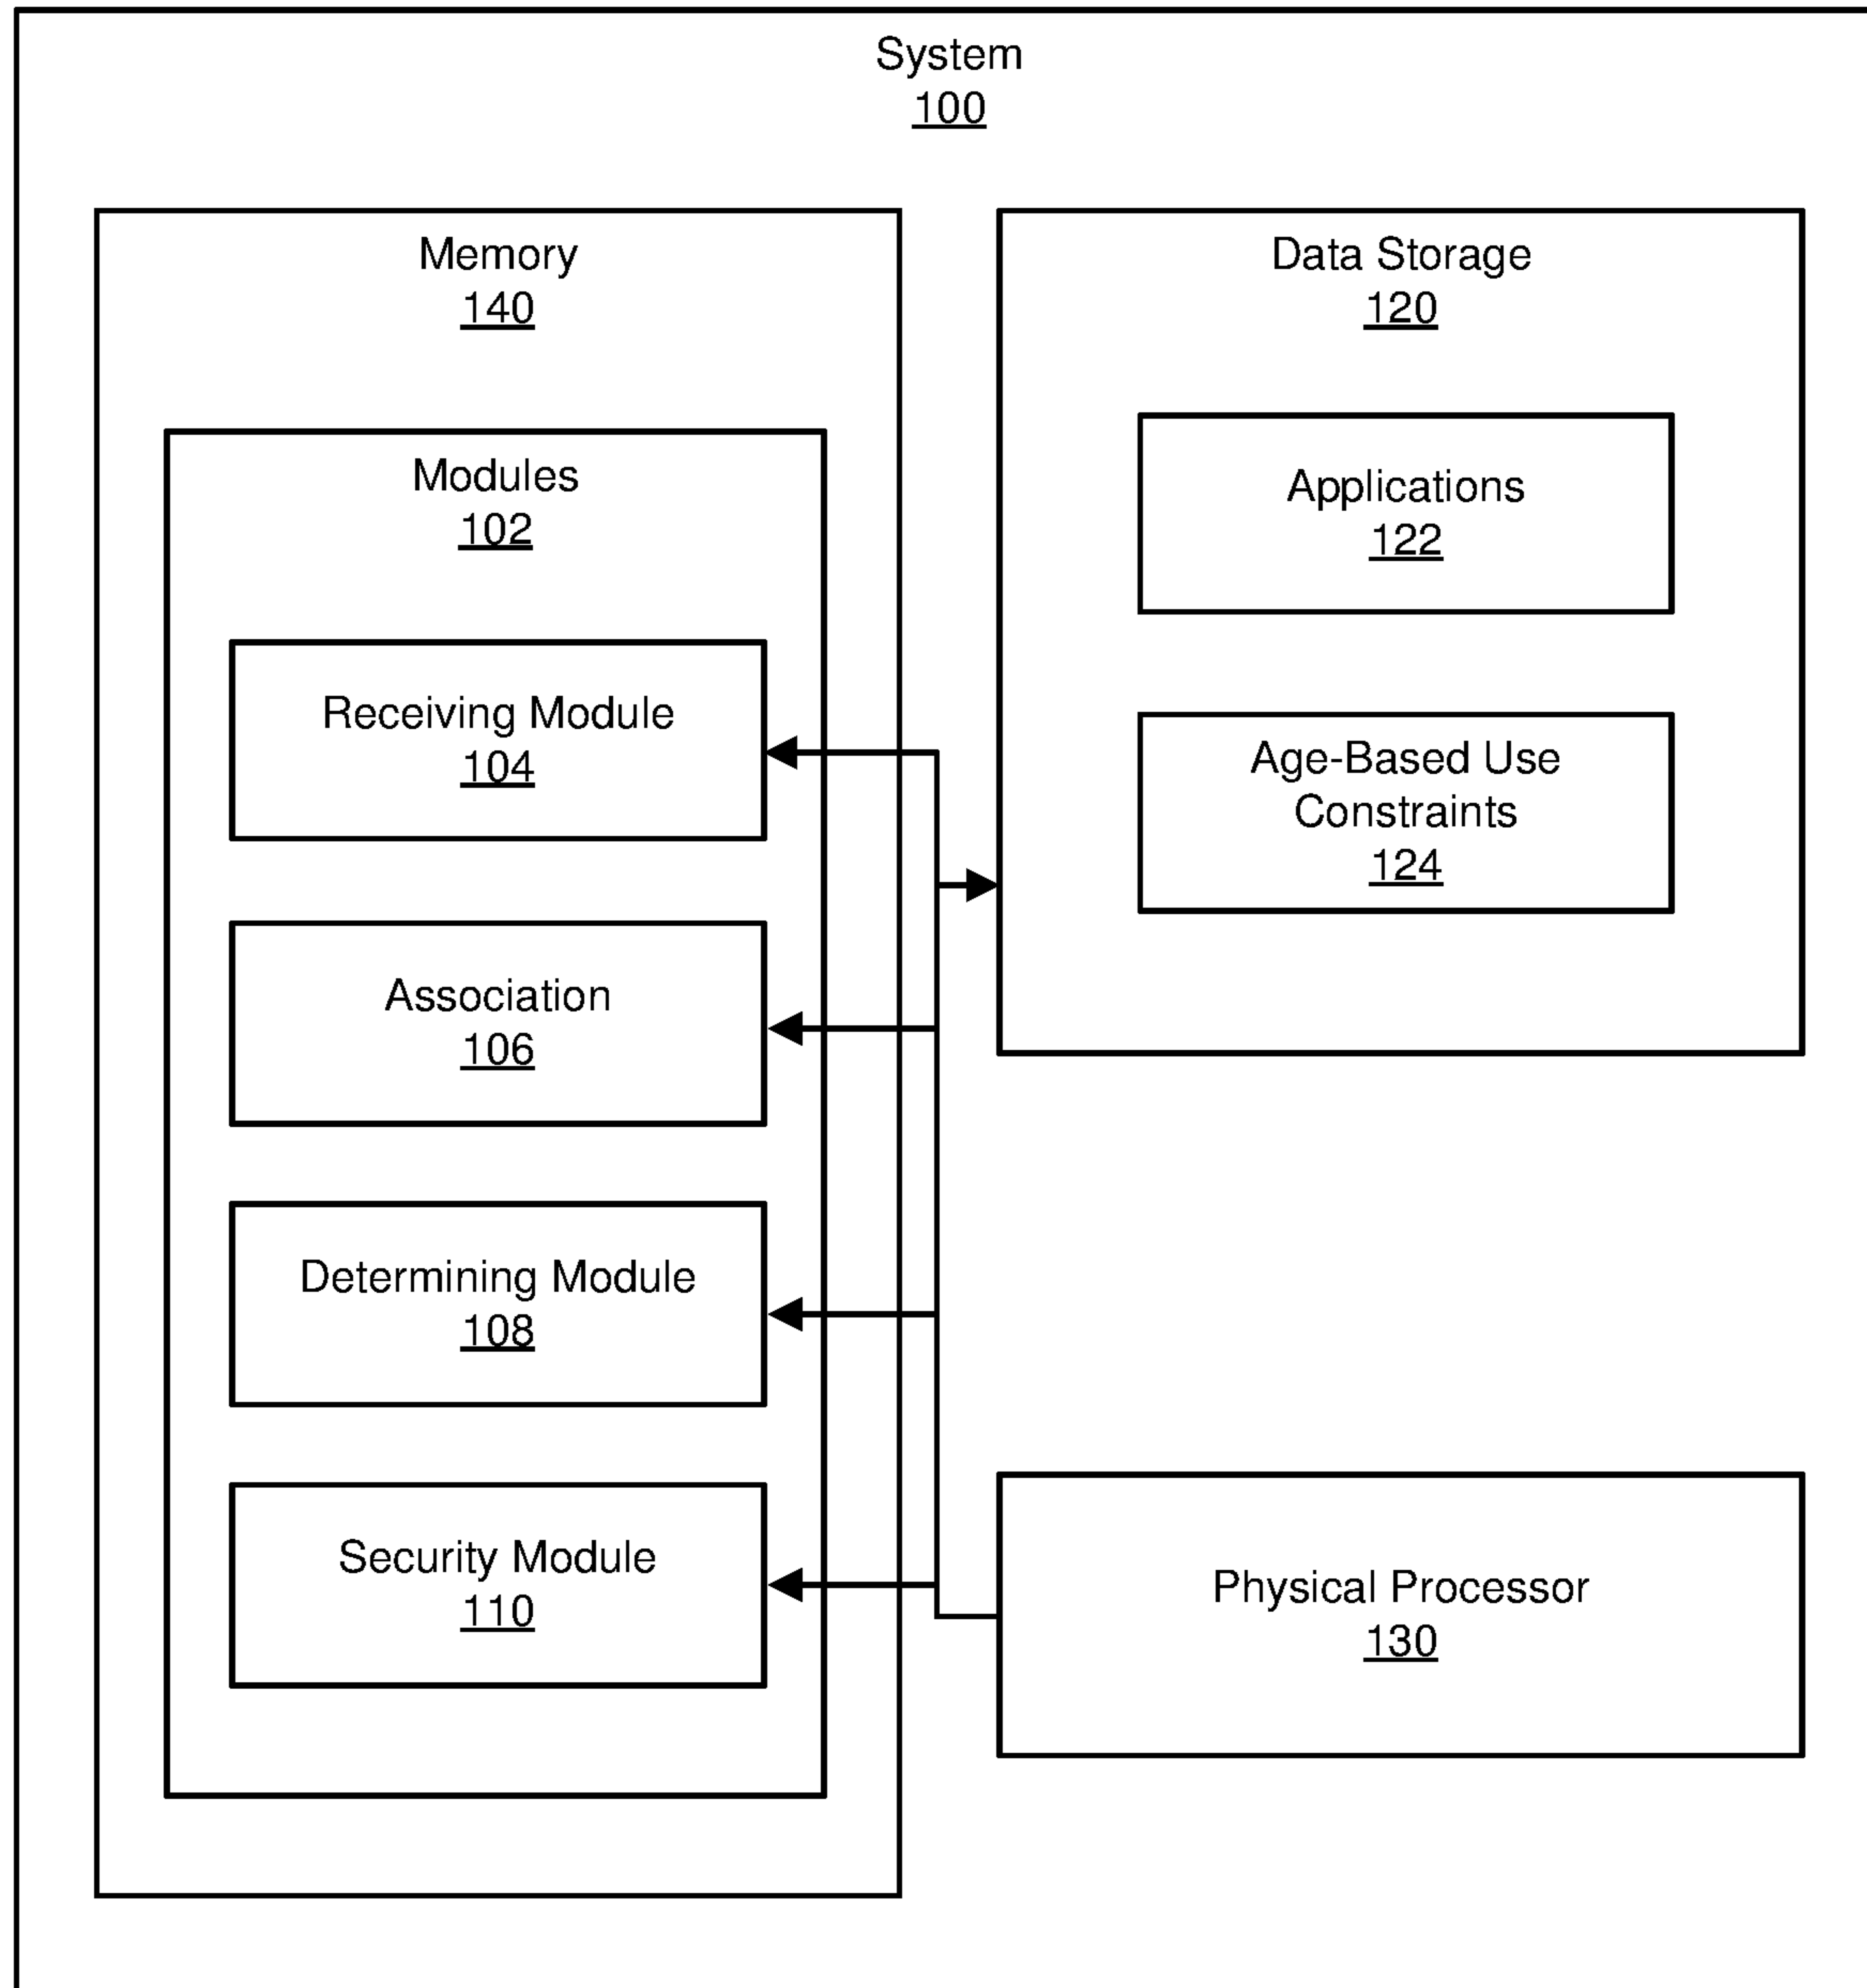 System
100
Memory
140
Modules
102
Receiving Module
104
Association
106
Determining Module
108
Security Module
110
Data Storage
120
Applications
122
Age-Based Use
Constraints
124
Physical Processor
130